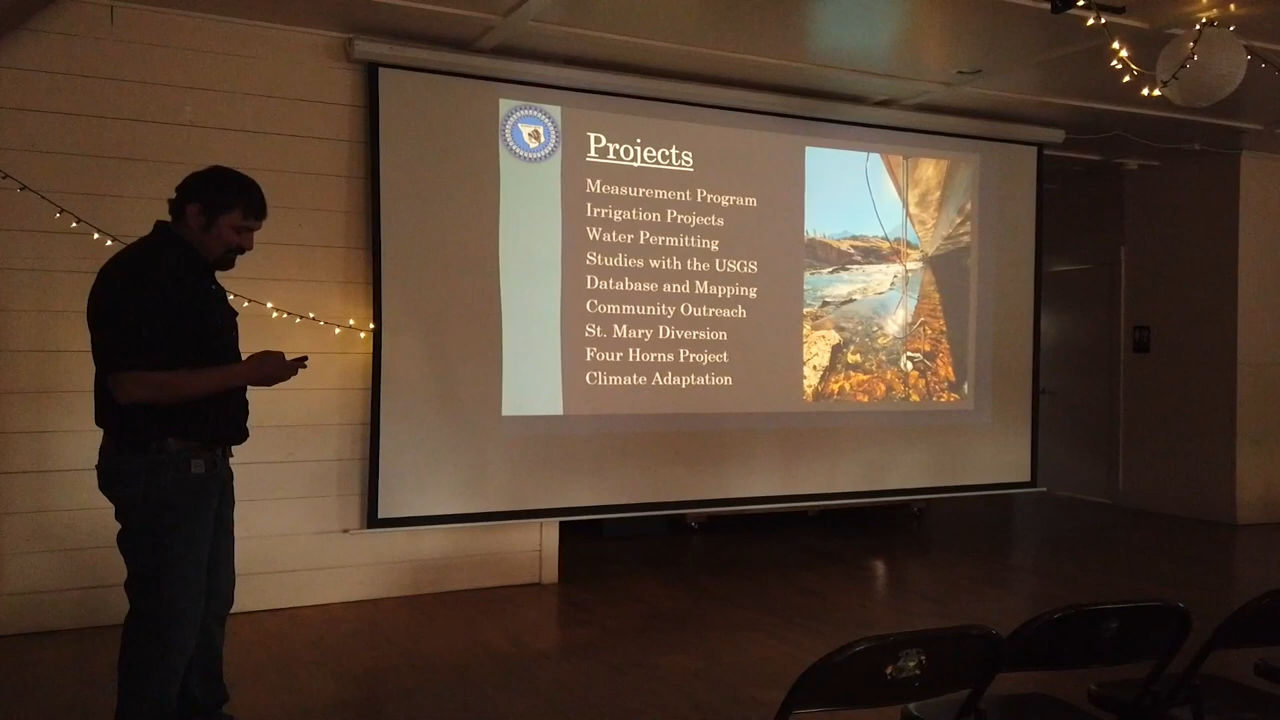 Projects
Measurement Program
Irrigation Projects
Water Permitting
Studies with the USGS
Database and Mapping
Community Outreach
St. Mary Diversion
Four Horns Project
Climate Adaptation